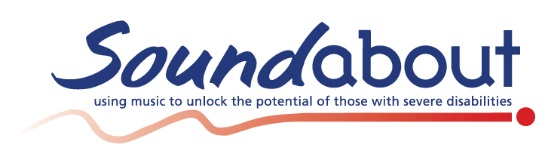 Soundabout
using music to unlock the potential of those with severe disabilities